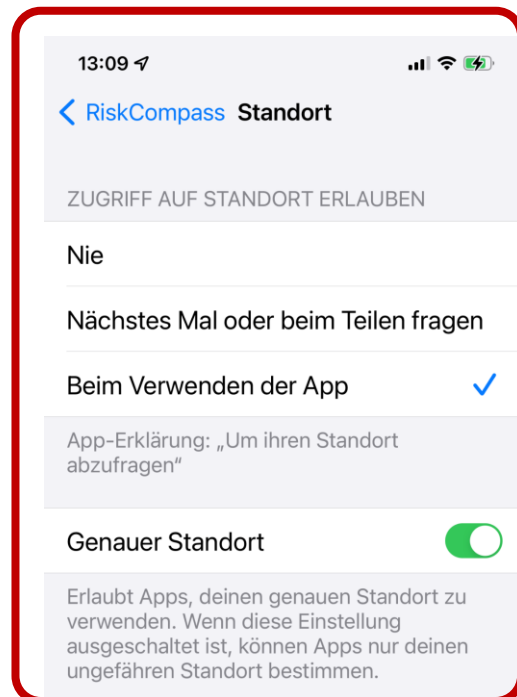 13:09
RiskCompass Standort
ZUGRIFF AUF STANDORT ERLAUBEN
Nie
Nächstes Mal oder beim Teilen fragen
Beim Verwenden der App
App-Erklärung: „Um ihren Standort
abzufragen“
Genauer Standort
Erlaubt Apps, deinen genauen Standort zu
verwenden. Wenn diese Einstellung
ausgeschaltet ist, können Apps nur deinen
ungefähren Standort bestimmen.